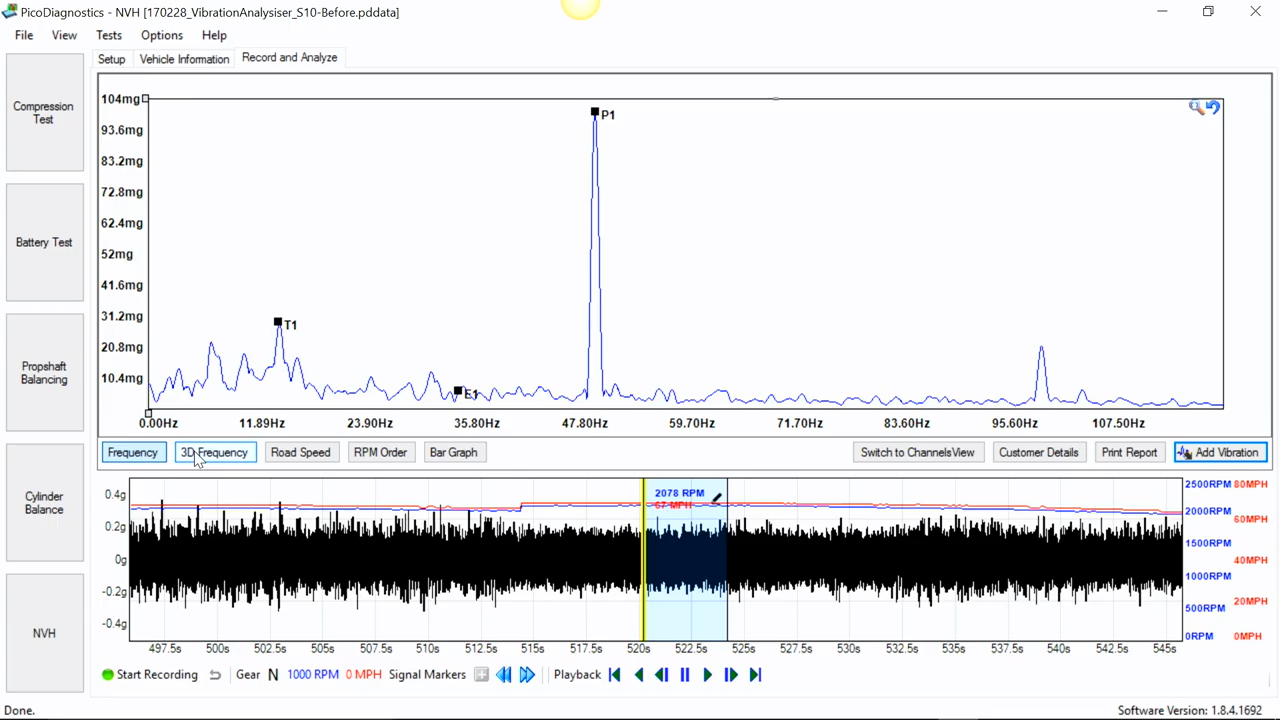 PicoDiagnostics - NVH [170228_VibrationAnalysiser_S10-Before.pddata]
File View Tests Options Help
Setup Vehicle Information Record and Analyze
Compression
Test
Battery Test
Propshaft
Balancing
Cylinder
Balance
NVH
104mg
93.6mg
83.2mg
72.8mg
62.4mg
52mg
41.6mg
31.2mg
20.8mg
10.4mg
P1
T1
E1
0.00Hz 11.89Hz 23.90Hz 35.80Hz 47.80Hz 59.70Hz 71.70Hz 83.60Hz 95.60Hz 107.50Hz
Frequency 3D Frequency Road Speed RPM Order Bar Graph Switch to ChannelsView Customer Details Print Report Add Vibration
0.4g
0.2g
0g
-0.2g
-0.4g
2078 RPM
67 MPH
2500RPM 80MPH
2000RPM 60MPH
1500RPM 40MPH
1000RPM
500RPM 20MPH
0RPM 0MPH
497.5s 500s 502.5s 505s 507.5s 510s 512.5s 515s 517.5s 520s 522.5s 525s 527.5s 530s 532.5s 535s 537.5s 540s 542.5s 545s
Start Recording Gear N 1000 RPM 0 MPH Signal Markers Playback
Done. Software Version: 1.8.4.1692